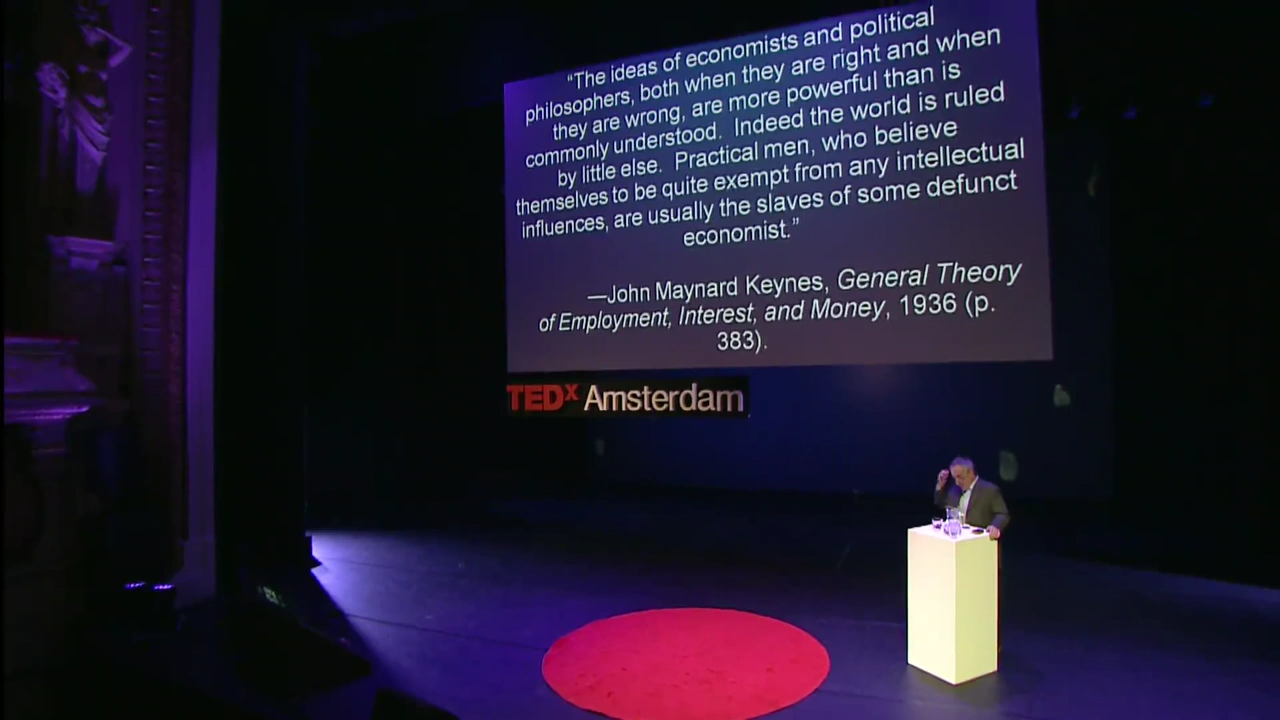 “The ideas of economists and political
philosophers, both when they are right and when
they are wrong, are more powerful than is
commonly understood. Indeed the world is ruled
by little else. Practical men, who believe
themselves to be quite exempt from any intellectual
influences, are usually the slaves of some defunct
economist.”
—John Maynard Keynes, General Theory
of Employment, Interest, and Money, 1936 (p.
383).
TEDx Amsterdam